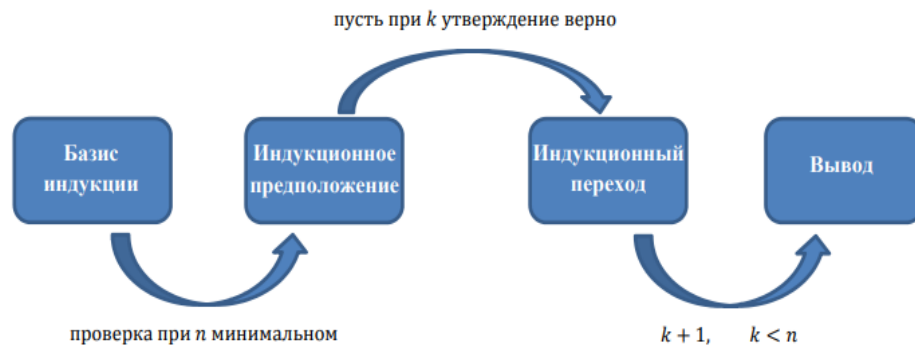 пусть при k утверждение верно
Базис
индукции
Индукционное
предположение
Индукционный
переход
Вывод
проверка при n минимальном
k + 1, k < n